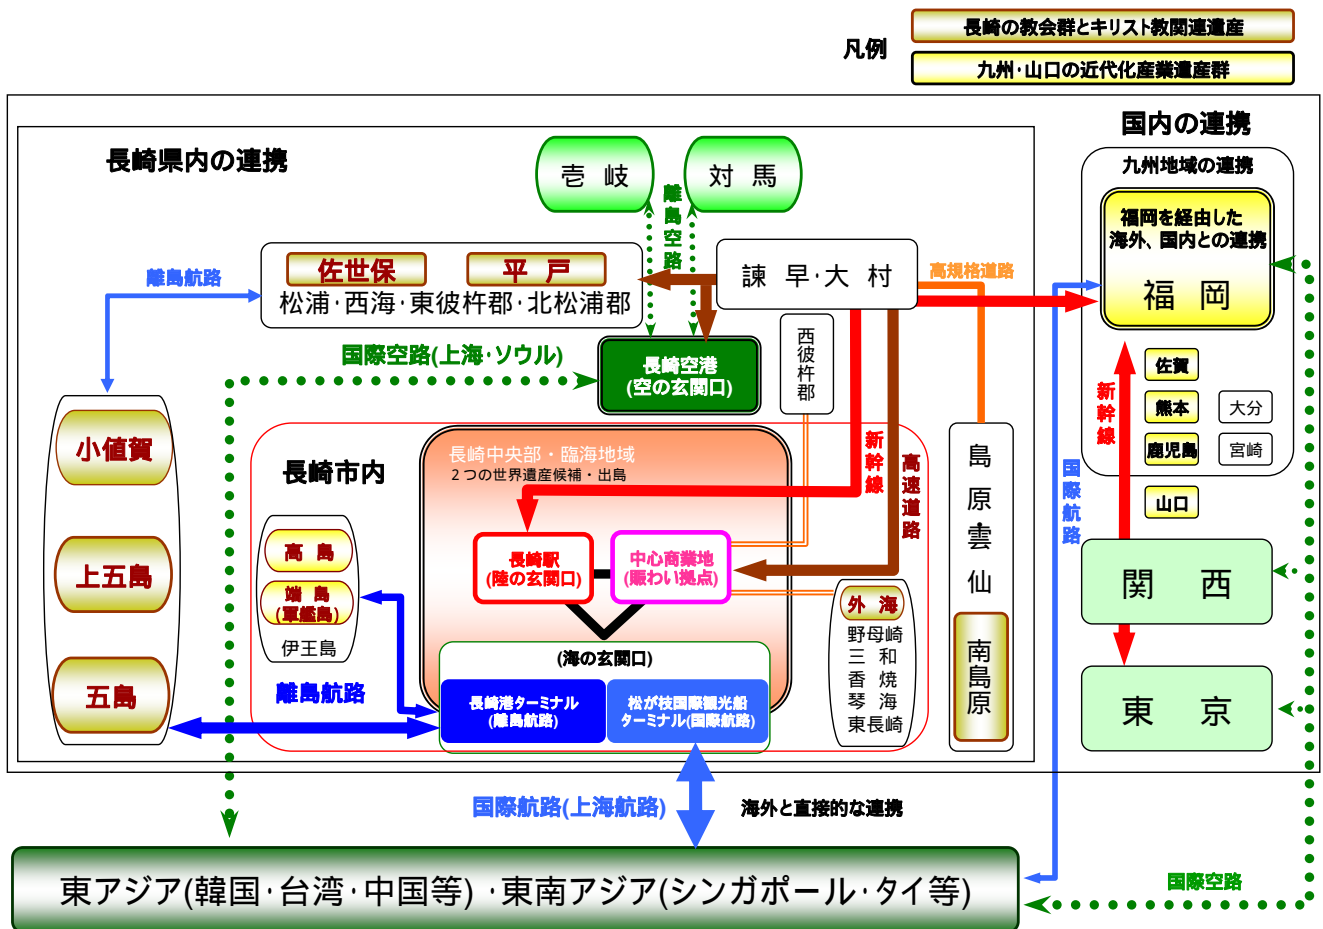 凡例
長崎の教会群とキリスト教関連遺産
九州・山口の近代化産業遺産群
長崎県内の連携
国内の連携
九州地域の連携
壱 岐
対 馬
離島空路
福岡を経由した
海外、国内との連携
福 岡
離島航路
佐世保
平 戸
松浦・西海・東彼杵郡・北松浦郡
諫 早・大 村
高規格道路
国際空路(上海・ソウル)
長崎空港
(空の玄関口)
西彼杵郡
佐賀
熊本
鹿児島
大分
宮崎
山口
新幹線
国際航路
小値賀
上五島
五島
長崎市内
長崎中央部・臨海地域
2つの世界遺産候補・出島
新幹線
高速道路
長崎駅
(陸の玄関口)
中心商業地
(賑わい拠点)
高 島
端 島
(軍艦島)
伊王島
離島航路
(海の玄関口)
長崎港ターミナル
(離島航路)
松が枝国際観光船
ターミナル(国際航路)
外 海
野母崎
三 和
香 焼
琴 海
東長崎
島原雲仙
南島原
関 西
東 京
国際航路(上海航路)
海外と直接的な連携
国際空路
東アジア(韓国・台湾・中国等)・東南アジア(シンガポール・タイ等)